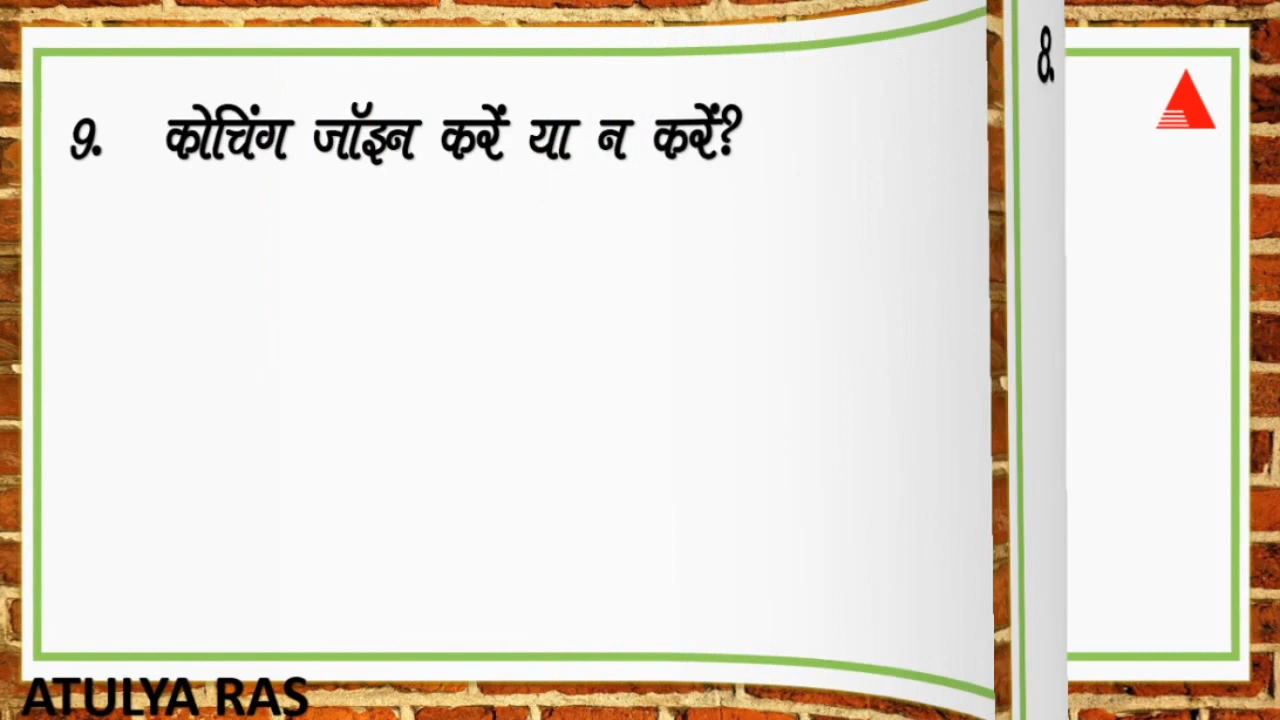 9. कोचिंग जॉइन करें या न करें?
8.
ATULYA RAS